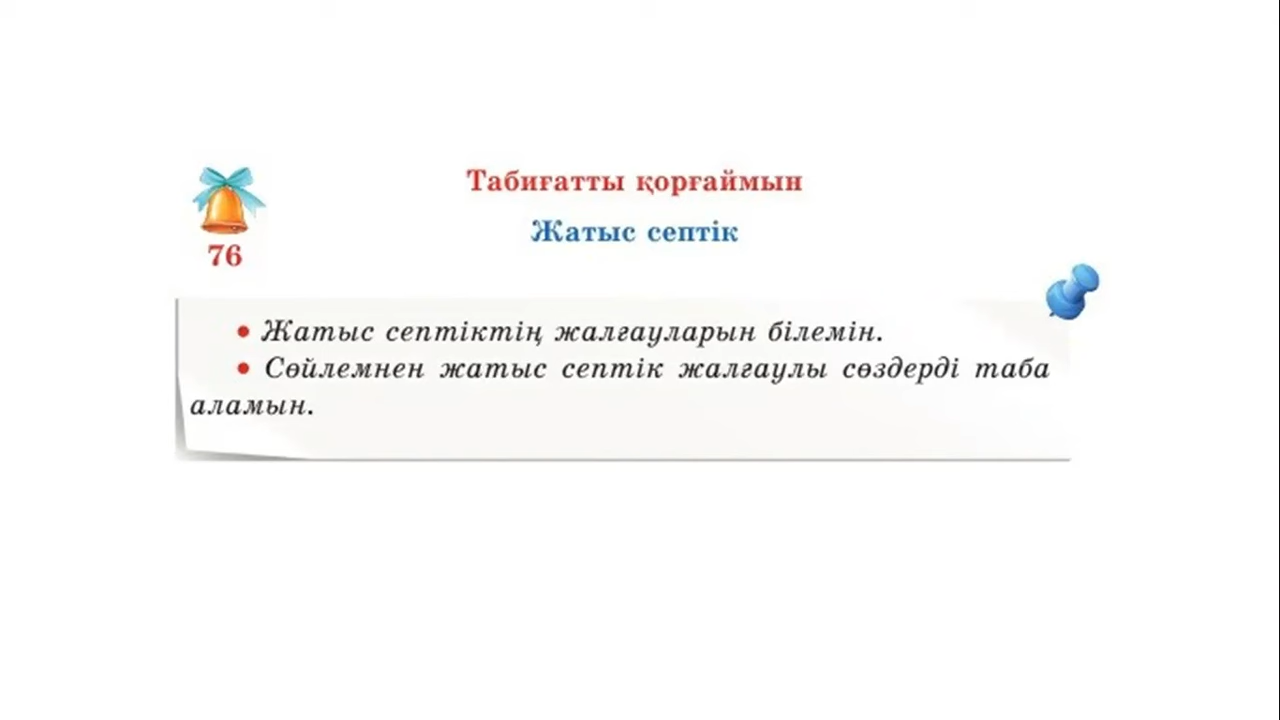 Табиғатты қорғаймын
Жатыс септік
76
• Жатыс септіктің жалғауларын білемін.
• Сөйлемнен жатыс септік жалғаулы сөздерді таба
аламын.